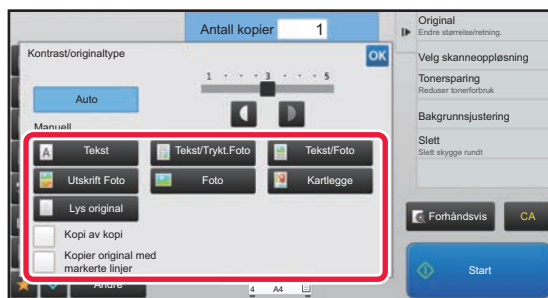 Antall kopier 1
Kontrast/originaltype
OK
1 3 5
Auto
Manuell
Tekst
Tekst/Trykt.Foto
Tekst/Foto
Utskrift Foto
Foto
Kartlegge
Lys original
Kopi av kopi
Kopier original med
markerte linjer
Andre
4 A4
Original
Endre størrelse/retning.
Velg skanneoppløsning
Tonersparing
Reduser tonerforbruk
Bakgrunnsjustering
Slett
Slett skygge rundt
Forhåndsvis
CA
Start